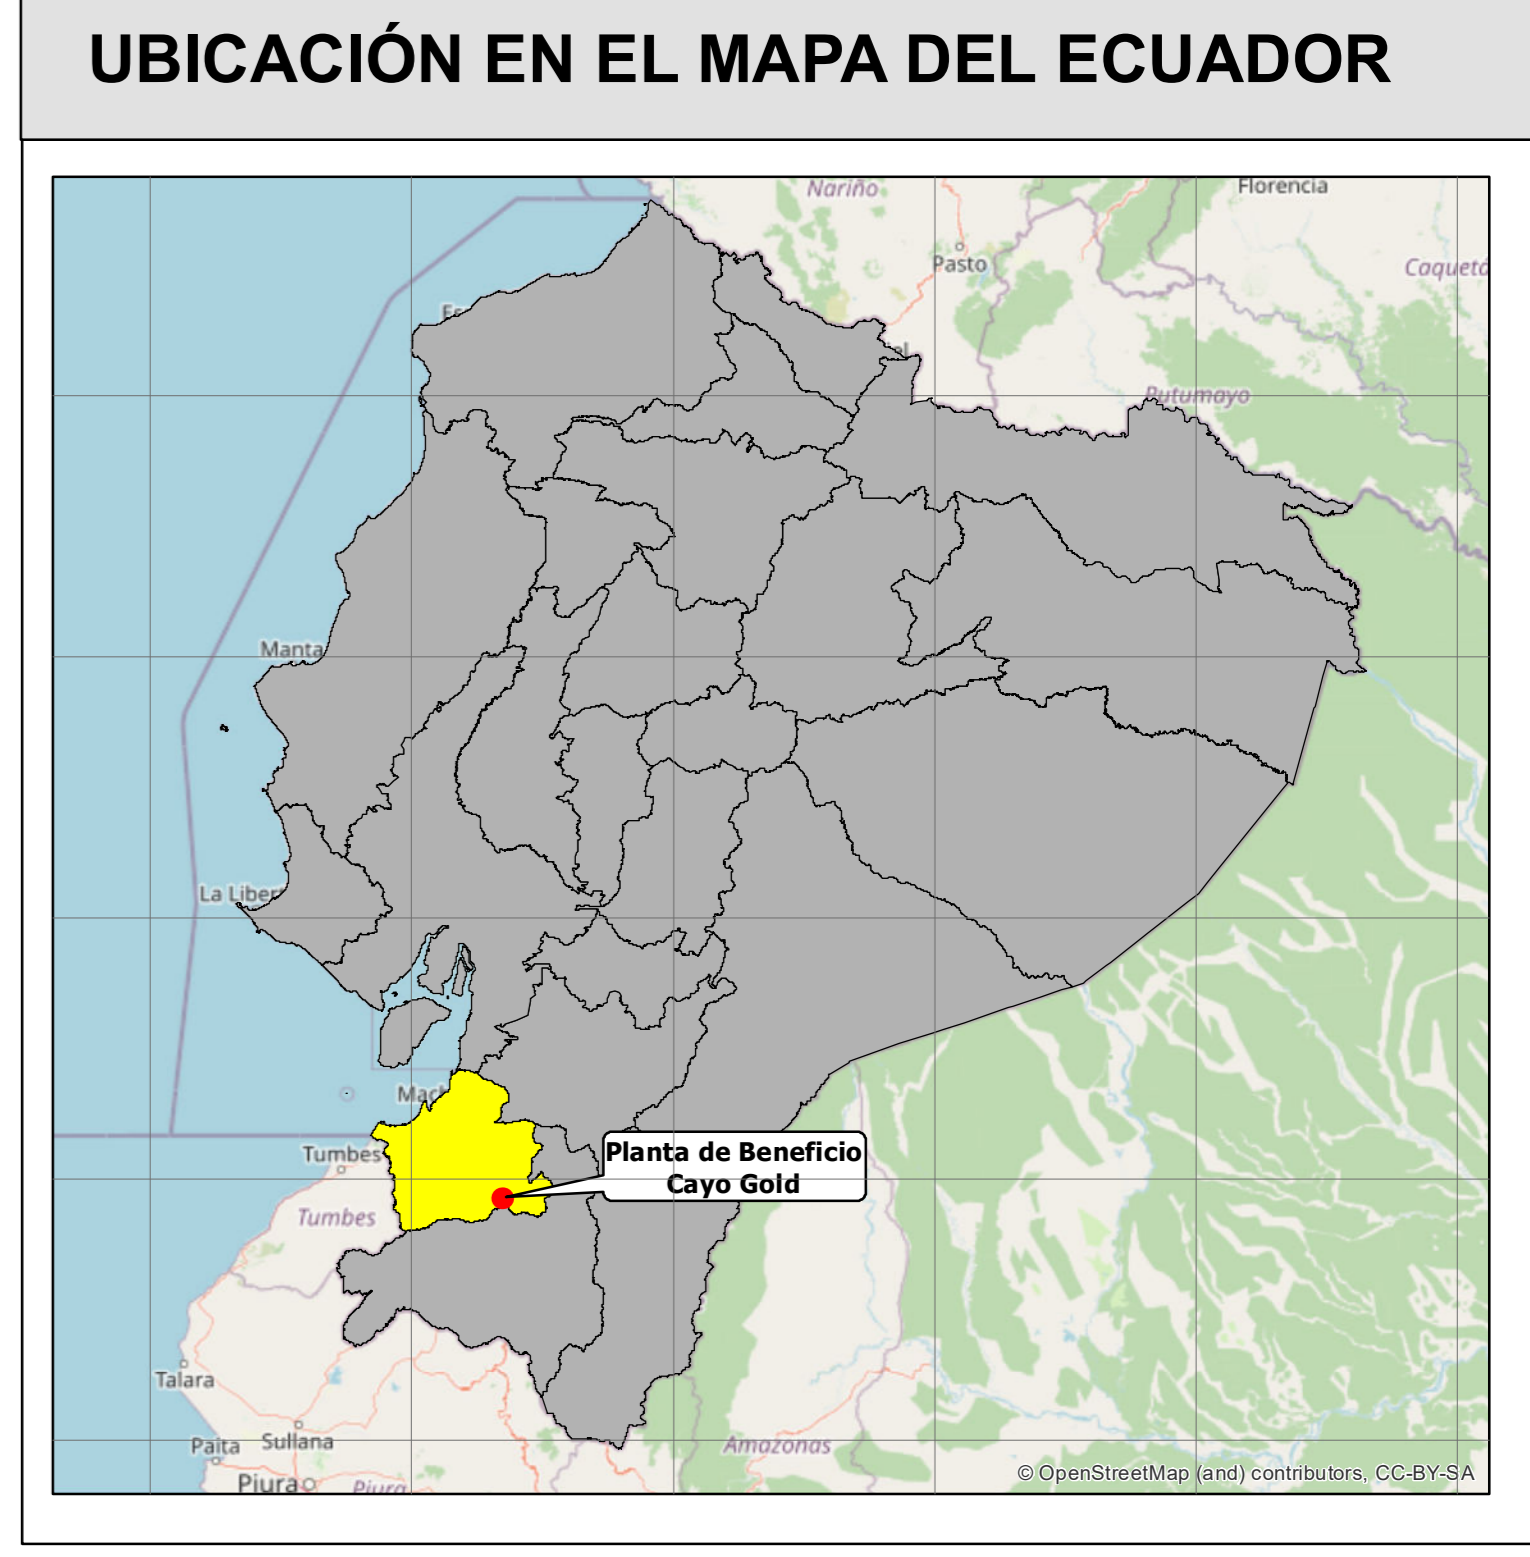 UBICACIÓN EN EL MAPA DEL ECUADOR
Nariño
Florencia
Pasto
Caquetá
Putumayo
Manta
La Libert
Mach
Tumbes
Planta de Beneficio
Cayo Gold
Tumbes
Talara
Paita
Sullana
Piura
Piura
Amazonas
© OpenStreetMap (and) contributors, CC-BY-SA